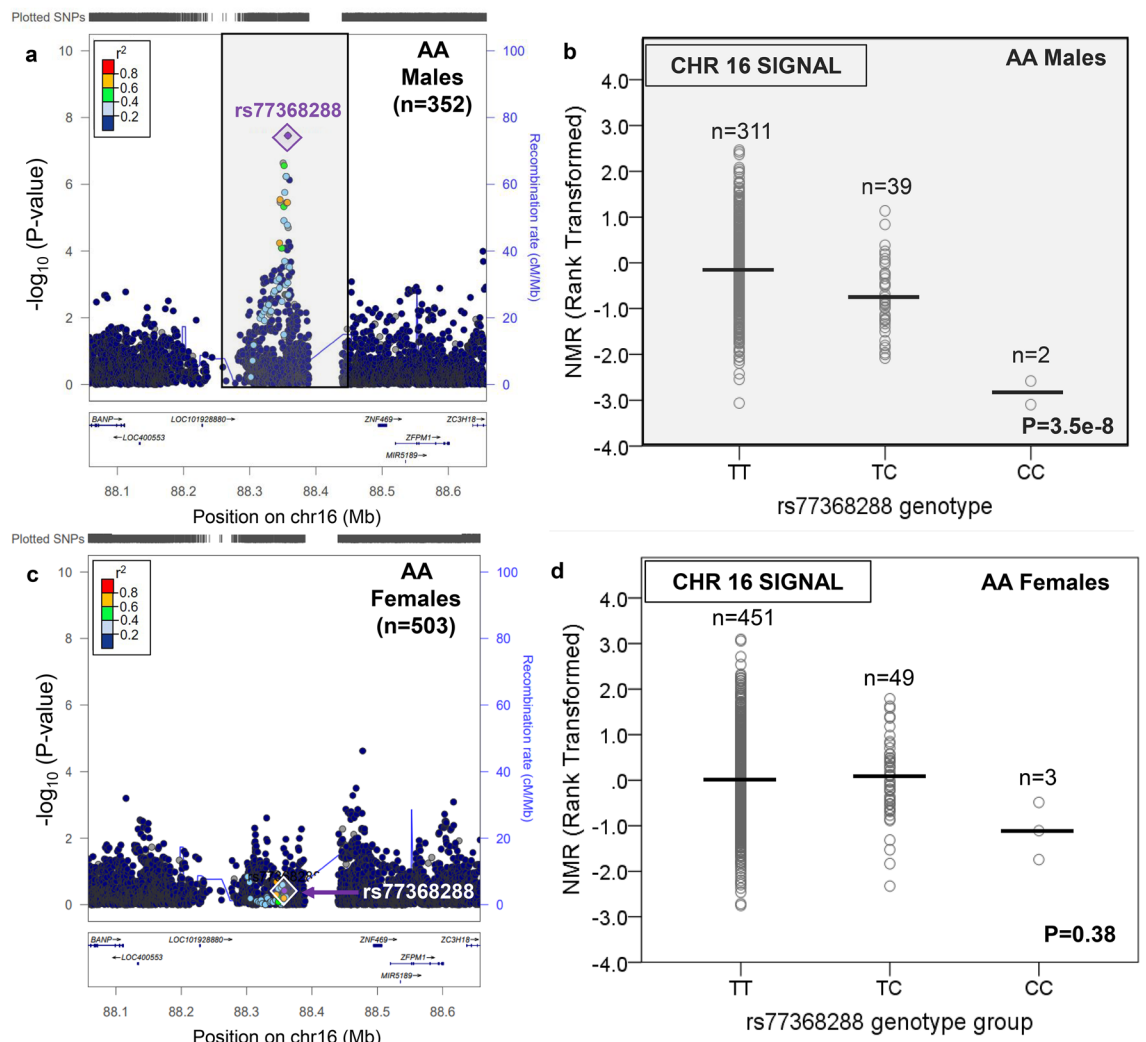 Plotted SNPs
a
r2
0.8
0.6
0.4
0.2
AA
Males
(n=352)
rs77368288
10
8
6
4
2
0
-log10 (P-value)
100
80
60
40
20
0
Recombination rate (cM/Mb)
BANP→
LOC101928880→
ZNF469→
ZC3H18→
←LOC400553
ZFPM1→
MIR5189→
88.1 88.2 88.3 88.4 88.5 88.6
Position on chr16 (Mb)
b
CHR 16 SIGNAL
AA Males
4.0
3.0
2.0
1.0
.0
-1.0
-2.0
-3.0
-4.0
NMR (Rank Transformed)
n=311
n=39
n=2
P=3.5e-8
TT TC CC
rs77368288 genotype
Plotted SNPs
c
r2
0.8
0.6
0.4
0.2
AA
Females
(n=503)
10
8
6
4
2
0
-log10 (P-value)
100
80
60
40
20
0
Recombination rate (cM/Mb)
rs77368288
BANP→
LOC101928880→
ZNF469→
ZC3H18→
←LOC400553
ZFPM1→
MIR5189→
88.1 88.2 88.3 88.4 88.5 88.6
Position on chr16 (Mb)
d
CHR 16 SIGNAL
AA Females
4.0
3.0
2.0
1.0
.0
-1.0
-2.0
-3.0
-4.0
NMR (Rank Transformed)
n=451
n=49
n=3
P=0.38
TT TC CC
rs77368288 genotype group